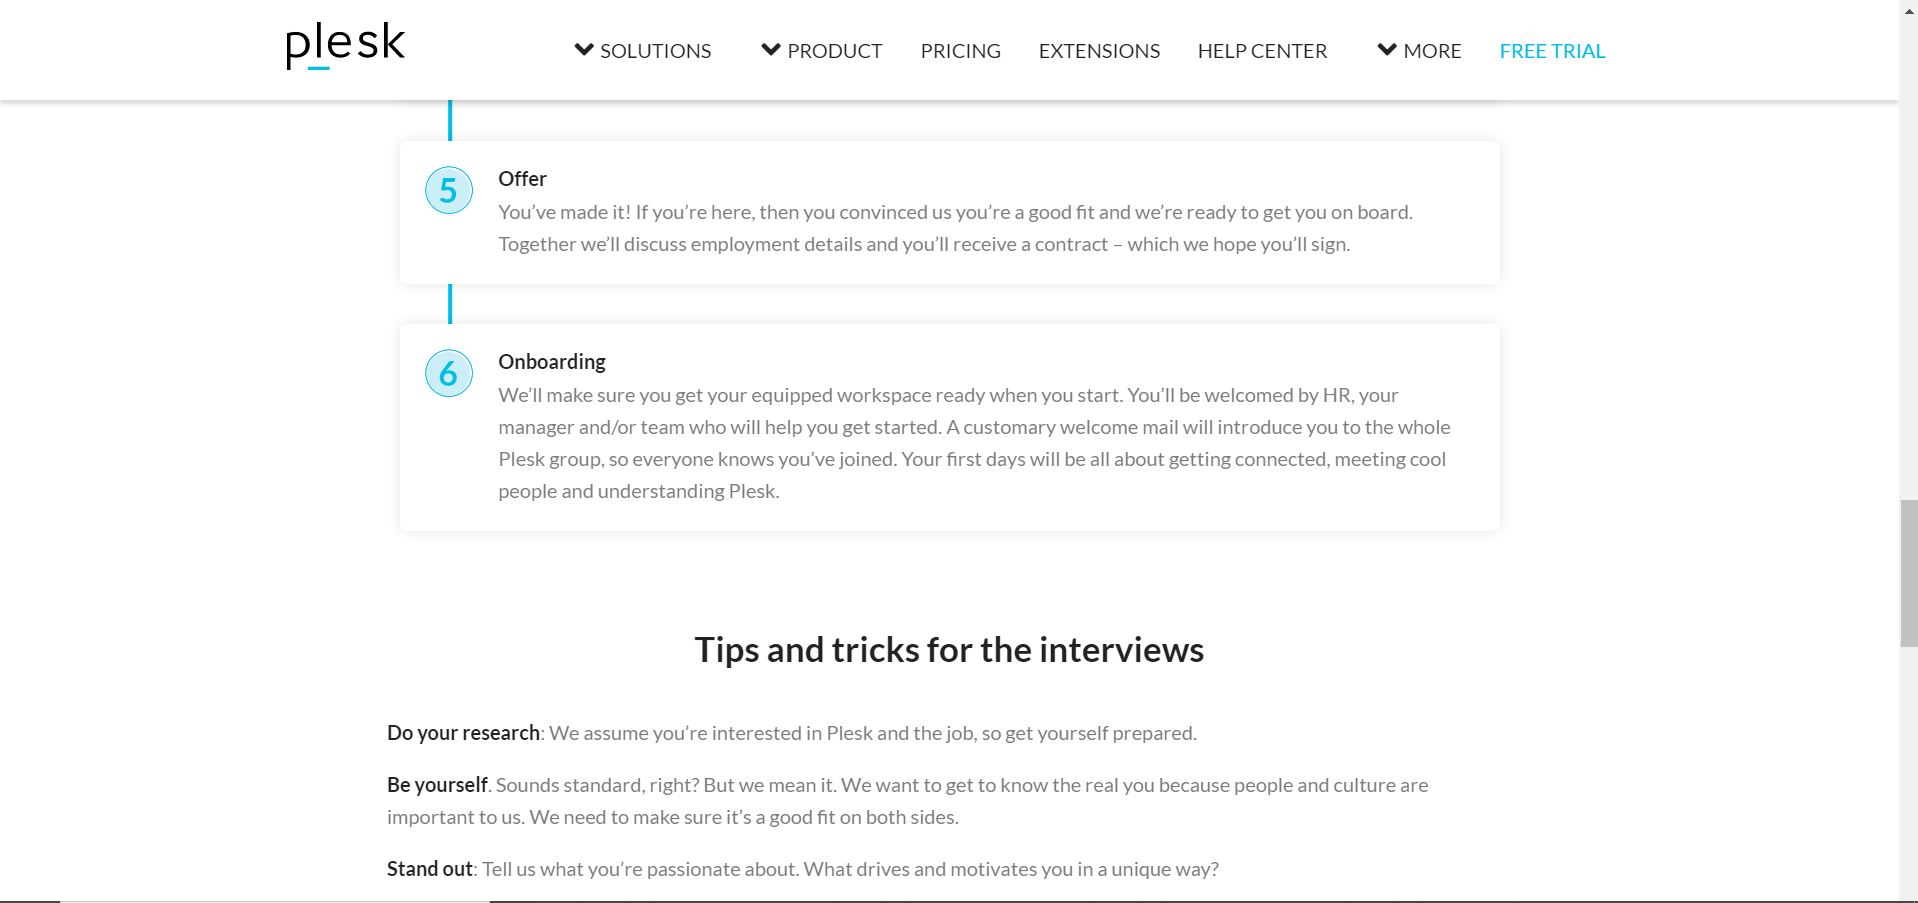 plesk
SOLUTIONS PRODUCT PRICING EXTENSIONS HELP CENTER MORE FREE TRIAL
5
Offer
You’ve made it! If you’re here, then you convinced us you’re a good fit and we’re ready to get you on board.
Together we’ll discuss employment details and you’ll receive a contract – which we hope you’ll sign.
6
Onboarding
We’ll make sure you get your equipped workspace ready when you start. You’ll be welcomed by HR, your
manager and/or team who will help you get started. A customary welcome mail will introduce you to the whole
Plesk group, so everyone knows you’ve joined. Your first days will be all about getting connected, meeting cool
people and understanding Plesk.
Tips and tricks for the interviews
Do your research: We assume you’re interested in Plesk and the job, so get yourself prepared.
Be yourself. Sounds standard, right? But we mean it. We want to get to know the real you because people and culture are
important to us. We need to make sure it’s a good fit on both sides.
Stand out: Tell us what you’re passionate about. What drives and motivates you in a unique way?